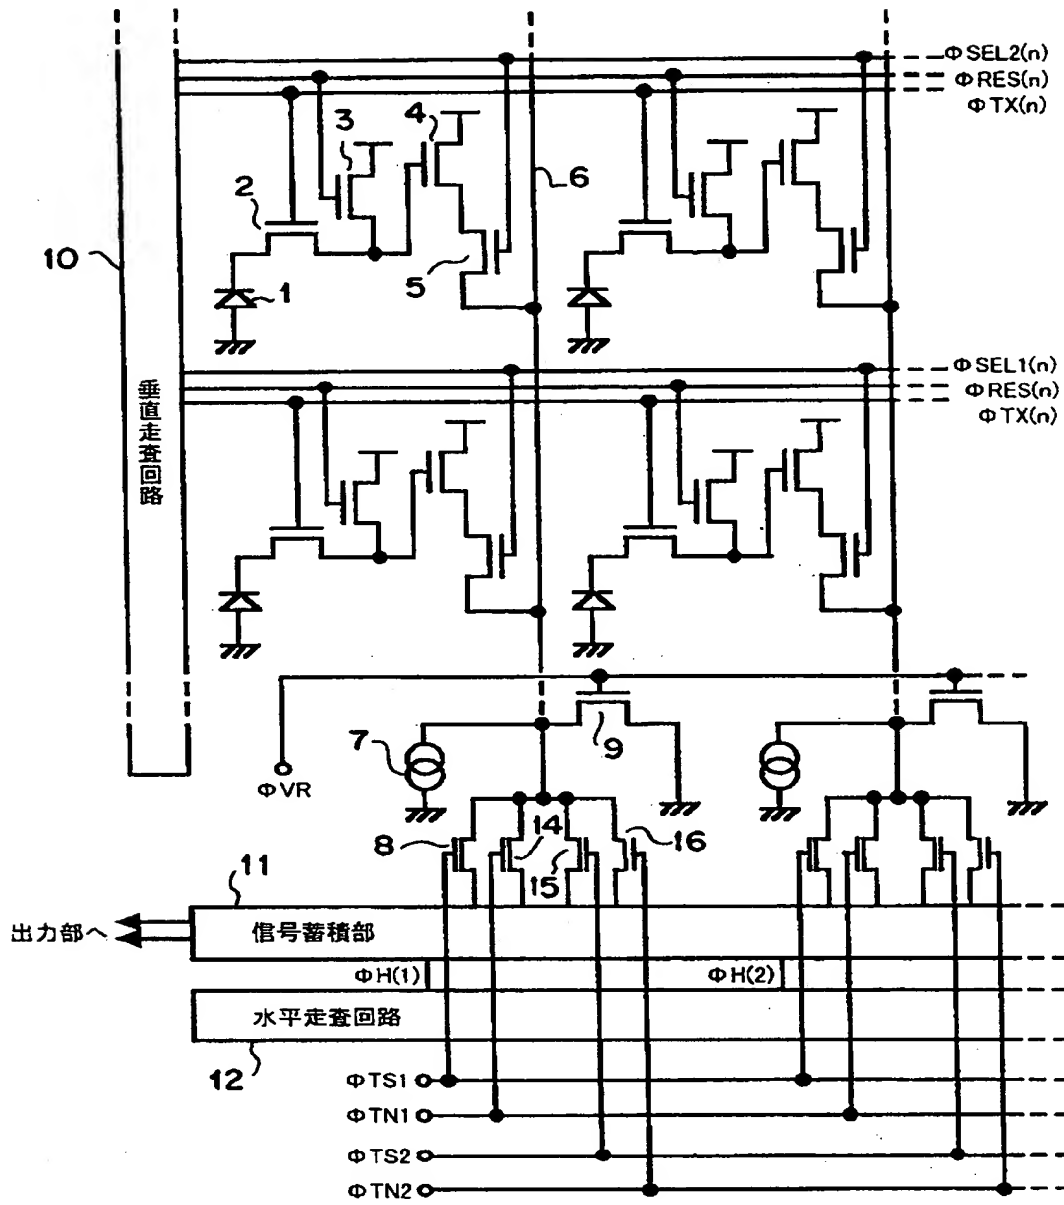 ΦSEL2(n)
ΦRES(n)
ΦTX(n)
3
4
2
6
10
1
5
ΦSEL1(n)
ΦRES(n)
ΦTX(n)
垂直走査回路
7
9
ΦVR
8
14
15
16
11
出力部へ
信号蓄積部
ΦH(1)
ΦH(2)
水平走査回路
12
ΦTS1
ΦTN1
ΦTS2
ΦTN2